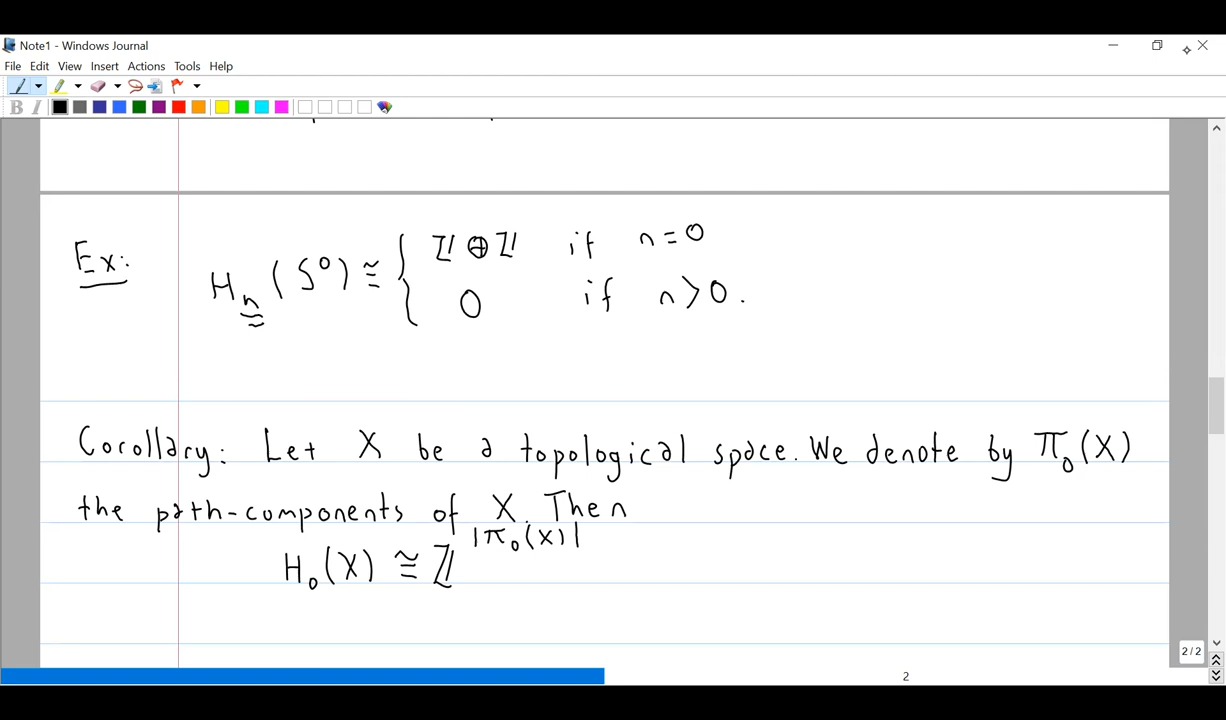 Note1 - Windows Journal
File Edit View Insert Actions Tools Help
B I
Ex: Hₙ(S⁰) ≅ { ℤ ⊕ ℤ if n = 0
0 if n > 0.
Corollary: Let X be a topological space. We denote by π₀(X)
the path-components of X. Then
H₀(X) ≅ ℤ^|π₀(X)|
2/2
2